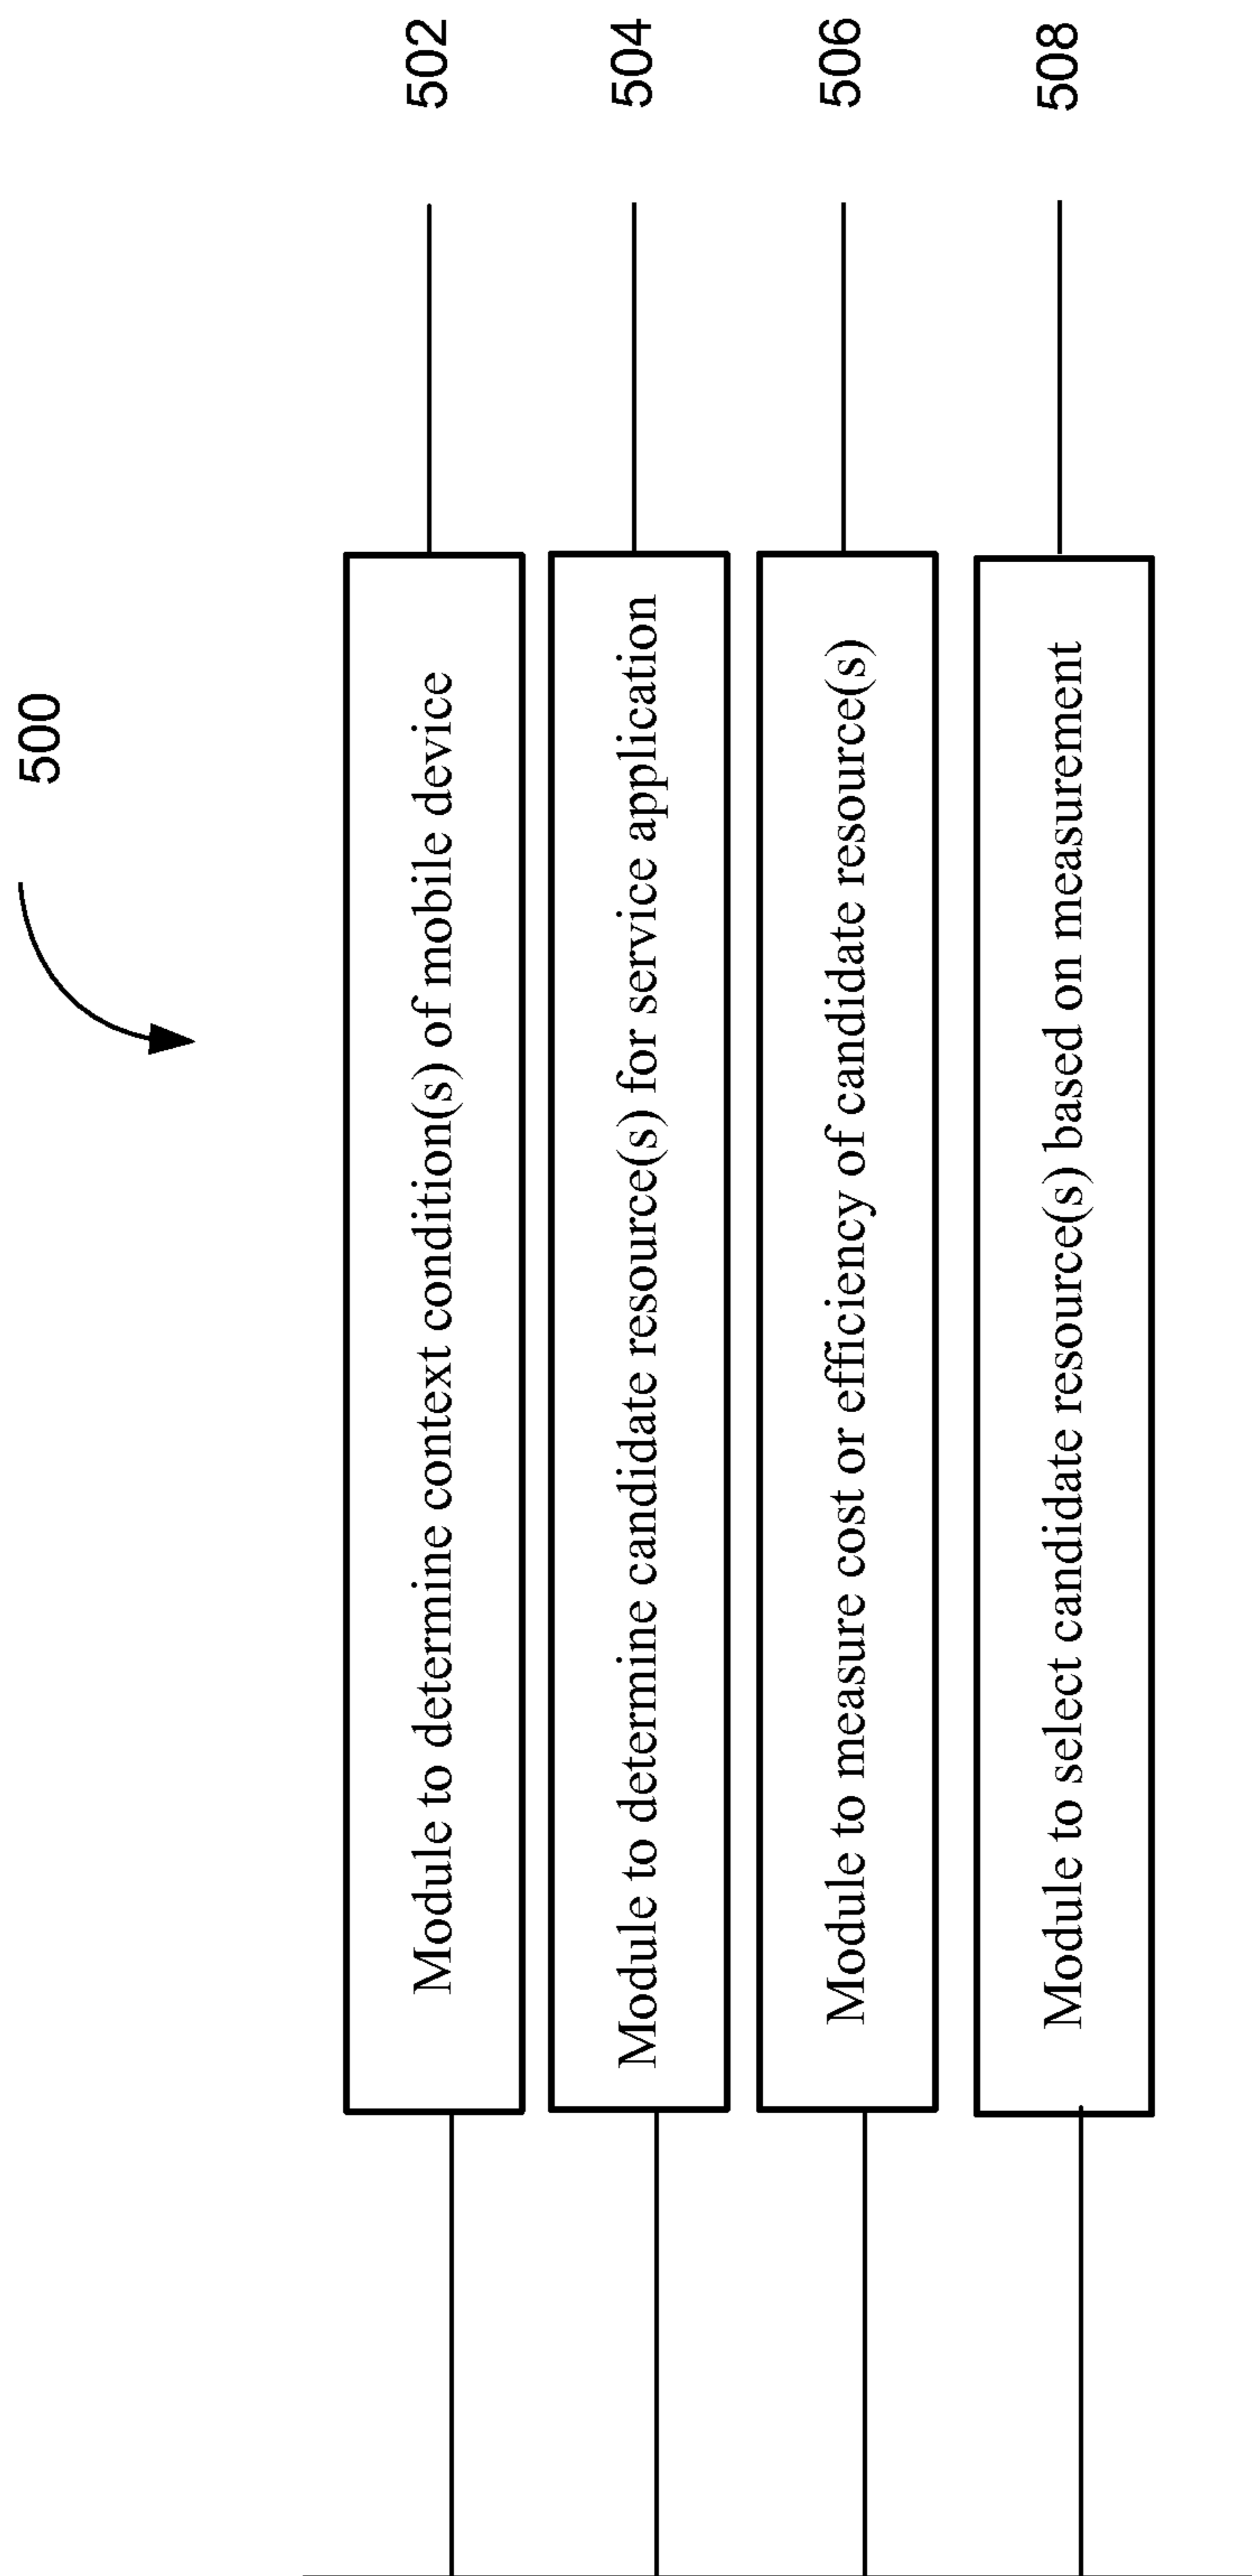 500
Module to determine context condition(s) of mobile device
502
Module to determine candidate resource(s) for service application
504
Module to measure cost or efficiency of candidate resource(s)
506
Module to select candidate resource(s) based on measurement
508